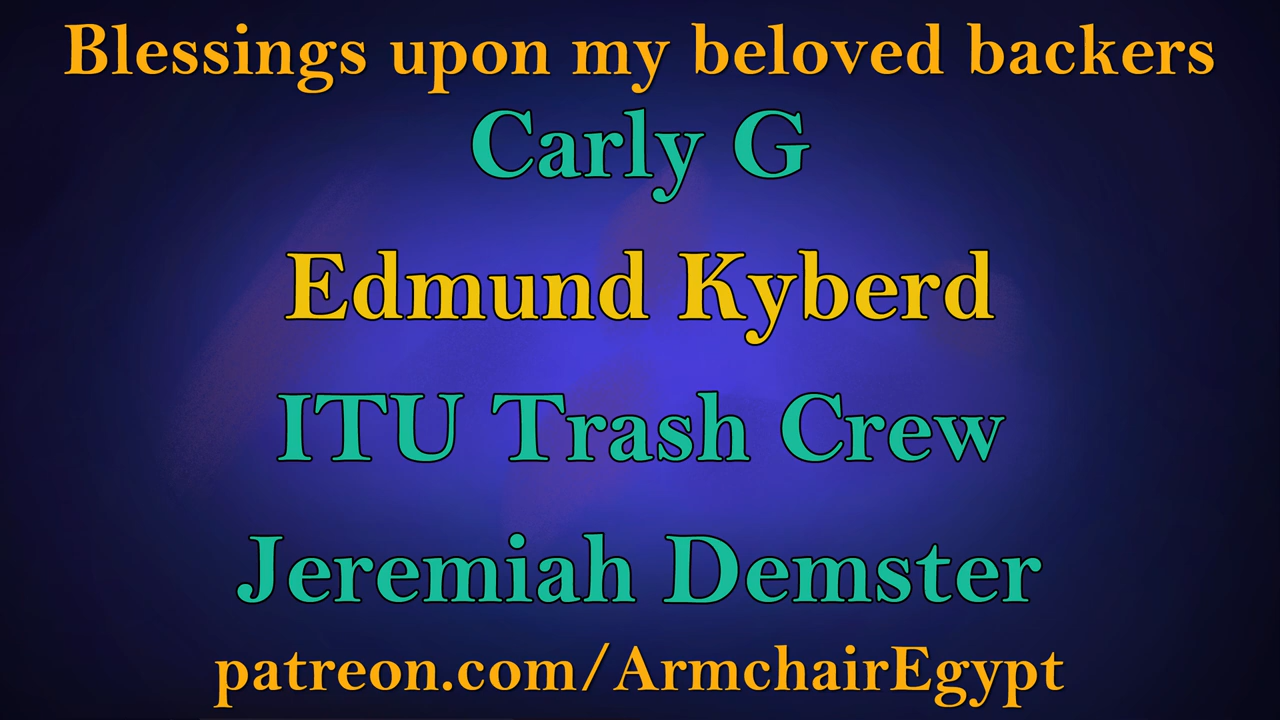 Blessings upon my beloved backers
Carly G
Edmund Kyberd
ITU Trash Crew
Jeremiah Demster
patreon.com/ArmchairEgypt